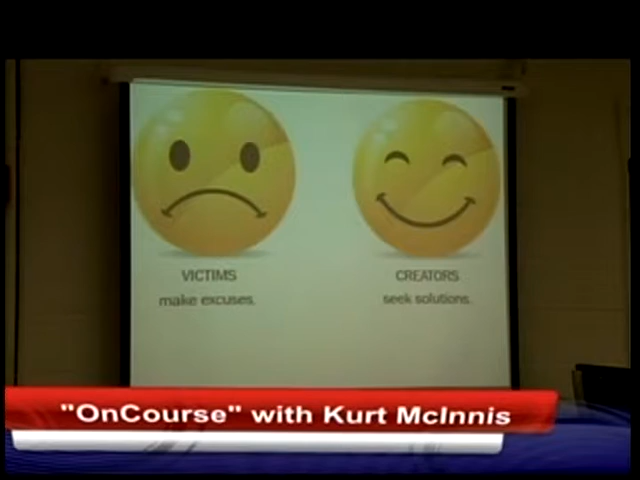 VICTIMS
make excuses.
CREATORS
seek solutions.
"OnCourse" with Kurt McInnis